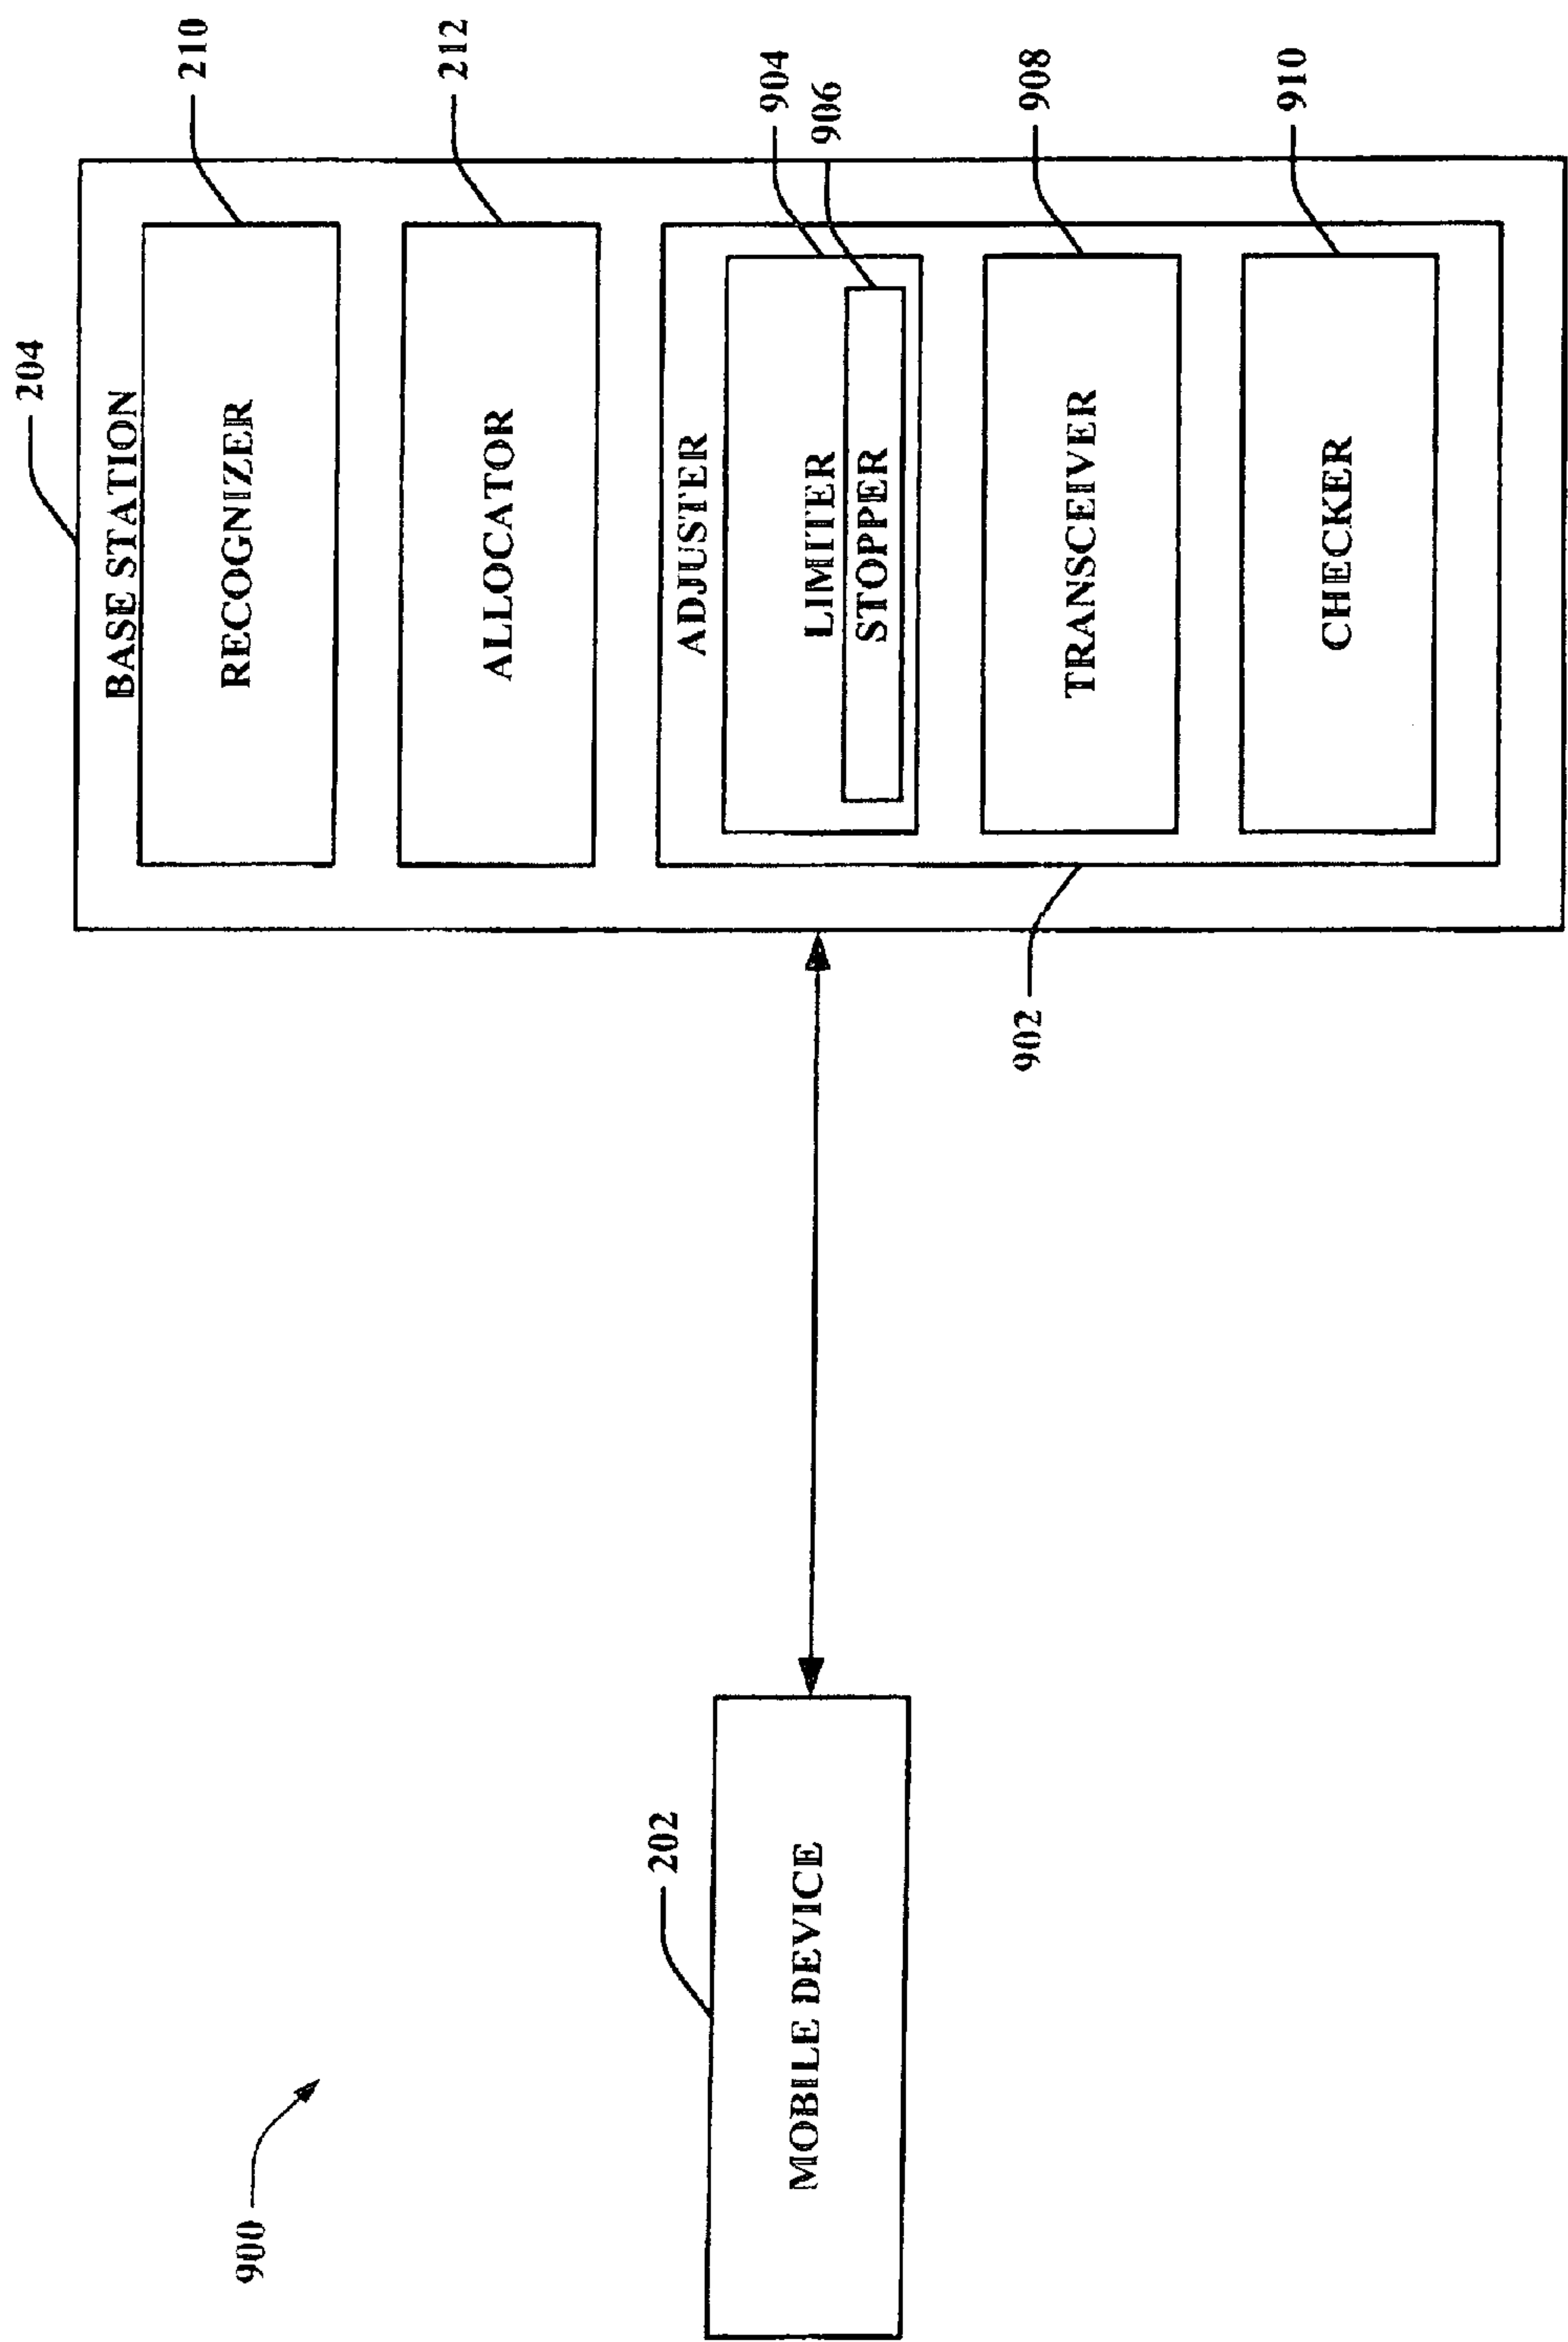 900
202
MOBILE DEVICE
204
BASE STATION
210
RECOGNIZER
212
ALLOCATOR
902
ADJUSTER
904
LIMITER
906
STOPPER
908
TRANSCEIVER
910
CHECKER